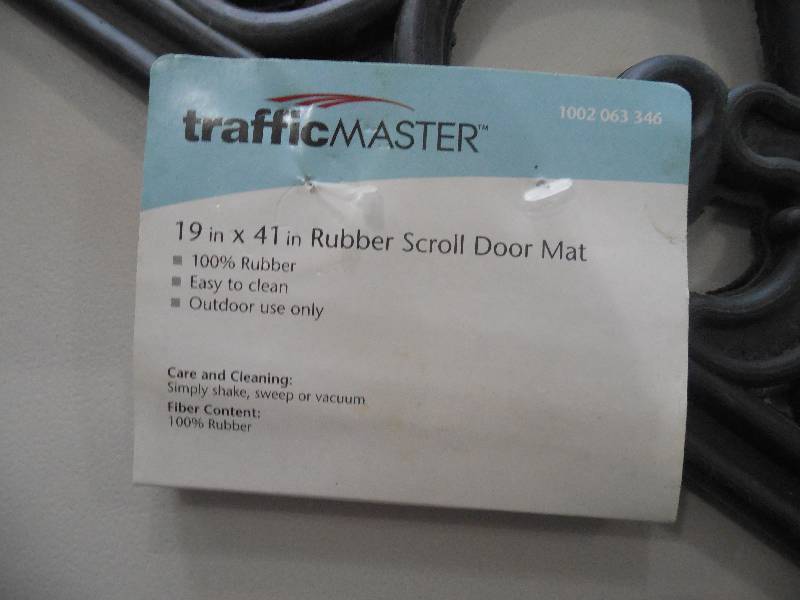 trafficMASTER™
1002 063 346
19 in x 41 in Rubber Scroll Door Mat
▪ 100% Rubber
▪ Easy to clean
▪ Outdoor use only
Care and Cleaning:
Simply shake, sweep or vacuum
Fiber Content:
100% Rubber